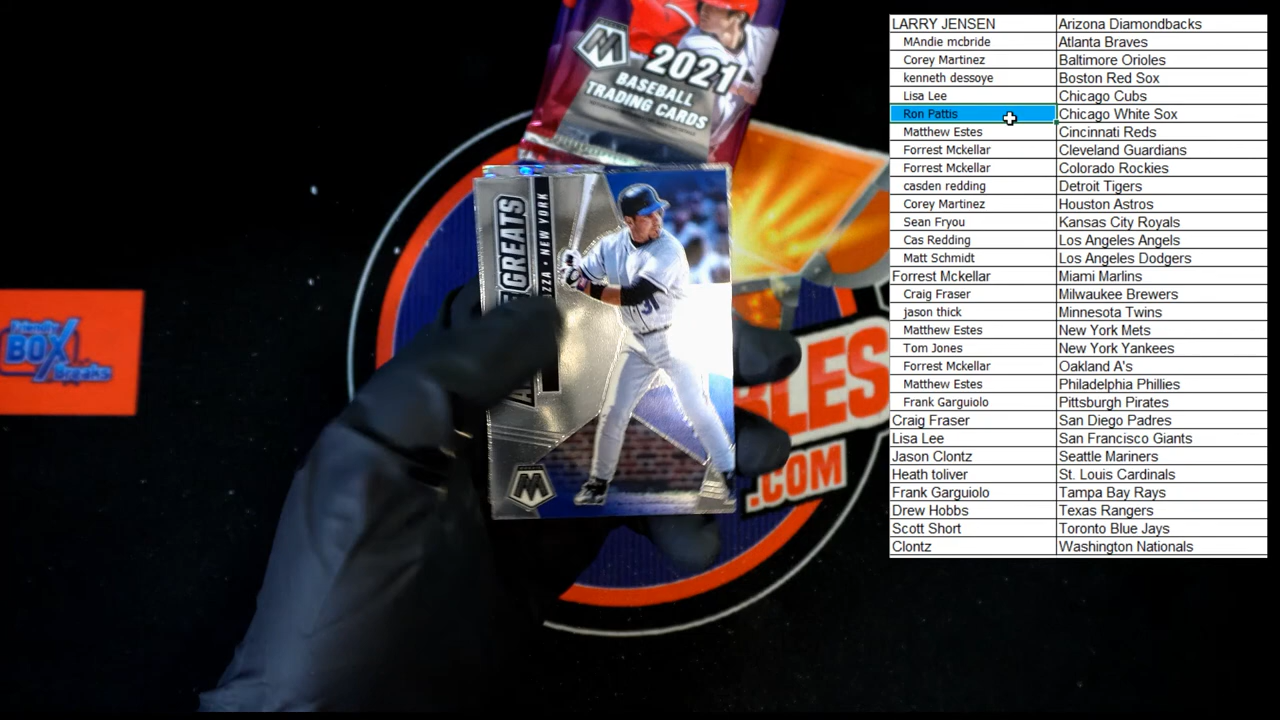 2021
BASEBALL
TRADING CARDS
GREATS
NEW YORK
31
Friendly
BOX
Breaks
.COM
LARRY JENSEN Arizona Diamondbacks
MAndie mcbride Atlanta Braves
Corey Martinez Baltimore Orioles
kenneth dessoye Boston Red Sox
Lisa Lee Chicago Cubs
Ron Pattis Chicago White Sox
Matthew Estes Cincinnati Reds
Forrest Mckellar Cleveland Guardians
Forrest Mckellar Colorado Rockies
casden redding Detroit Tigers
Corey Martinez Houston Astros
Sean Fryou Kansas City Royals
Cas Redding Los Angeles Angels
Matt Schmidt Los Angeles Dodgers
Forrest Mckellar Miami Marlins
Craig Fraser Milwaukee Brewers
jason thick Minnesota Twins
Matthew Estes New York Mets
Tom Jones New York Yankees
Forrest Mckellar Oakland A's
Matthew Estes Philadelphia Phillies
Frank Garguiolo Pittsburgh Pirates
Craig Fraser San Diego Padres
Lisa Lee San Francisco Giants
Jason Clontz Seattle Mariners
Heath toliver St. Louis Cardinals
Frank Garguiolo Tampa Bay Rays
Drew Hobbs Texas Rangers
Scott Short Toronto Blue Jays
Clontz Washington Nationals